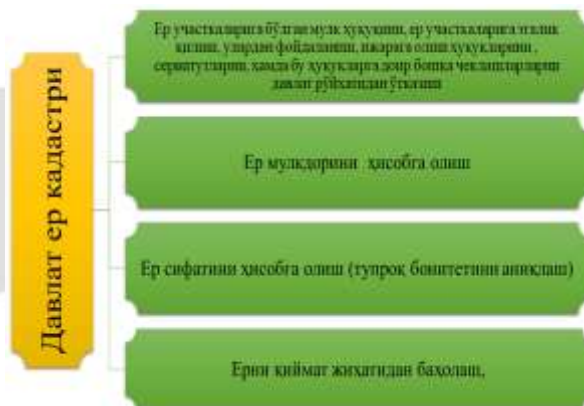 Давлат ер кадастри
Ер участкаларига бўлган мулк ҳуқуқини, ер участкаларига эгалик
қилиш, улардан фойдаланиш, ижарага олиш ҳуқуқларини ,
сервитутларни, ҳамда бу ҳуқуқларга доир бошқа чеклашларни
давлат рўйхатидан ўтказиш
Ер мулкдорини ҳисобга олиш
Ер сифатини ҳисобга олиш (тупроқ бонитетини аниқлаш)
Ерни қиймат жиҳатидан баҳолаш,